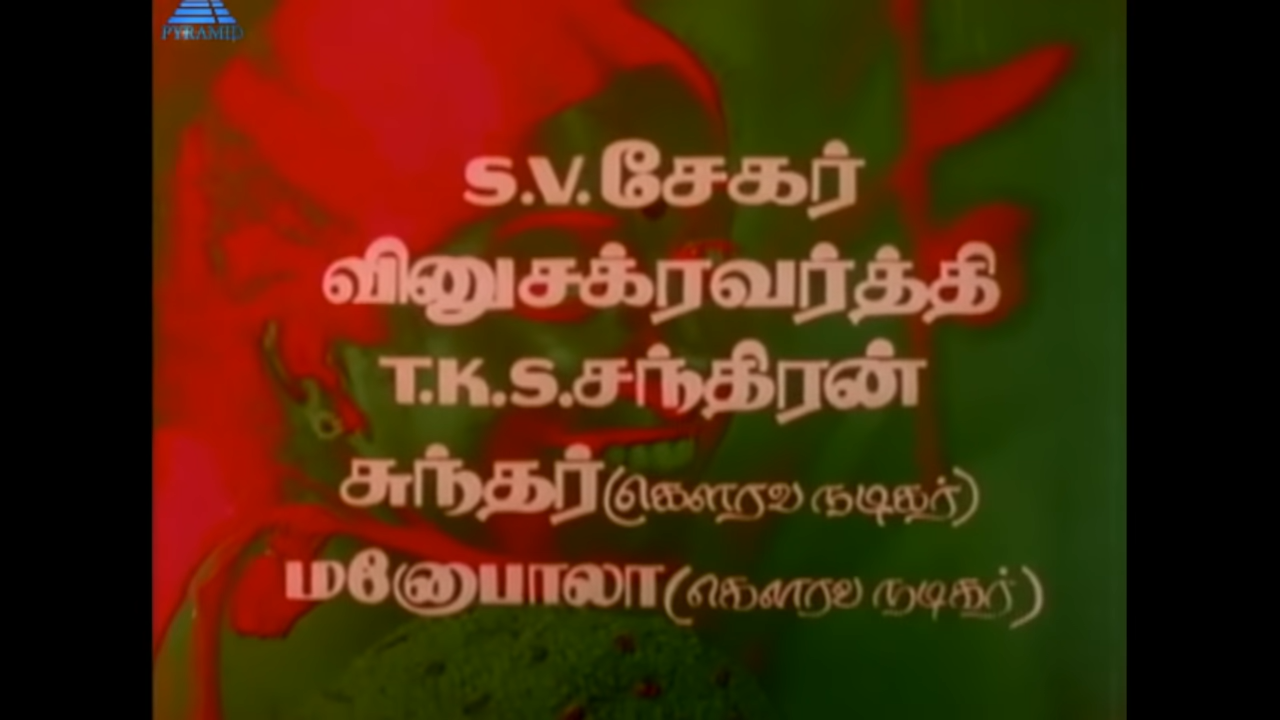 PYRAMID
S.V. சேகர்
வினுசக்ரவர்த்தி
T.K.S. சந்திரன்
சுந்தர் (கௌரவ நடிகர்)
மனோபாலா (கௌரவ நடிகர்)